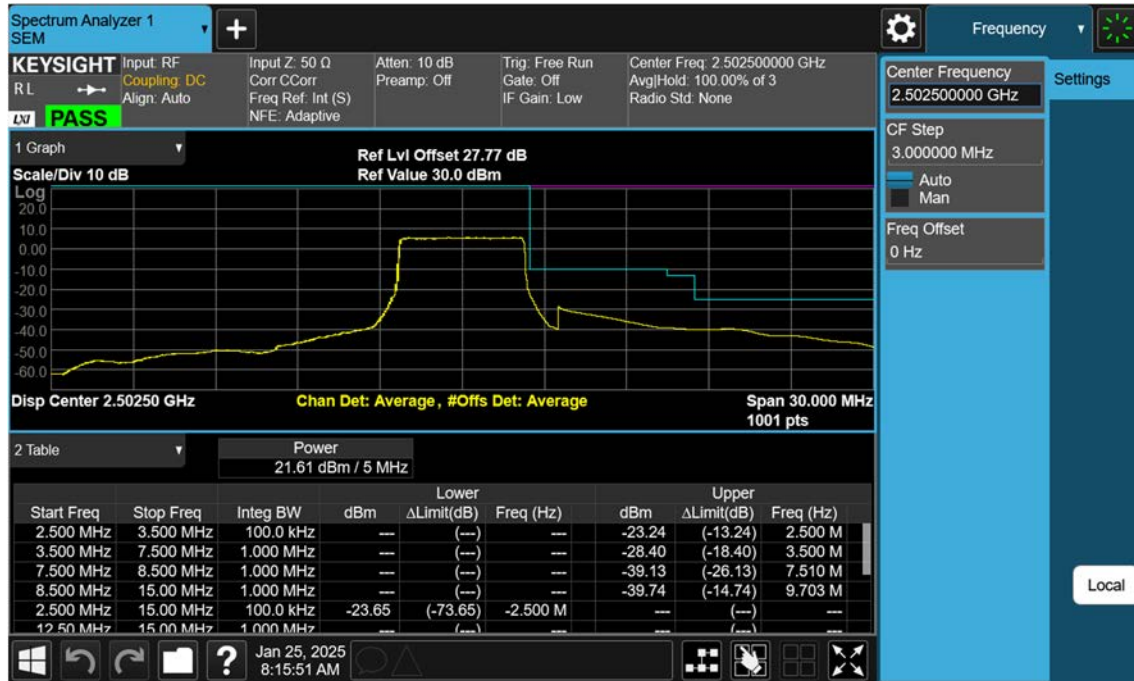 Spectrum Analyzer 1
SEM
Frequency
KEYSIGHT
RL
LXI PASS
Input: RF
Coupling: DC
Align: Auto
Input Z: 50 Ω
Corr CCorr
Freq Ref: Int (S)
NFE: Adaptive
Atten: 10 dB
Preamp: Off
Trig: Free Run
Gate: Off
IF Gain: Low
Center Freq: 2.502500000 GHz
Avg|Hold: 100.00% of 3
Radio Std: None
Center Frequency
2.502500000 GHz
Settings
CF Step
3.000000 MHz
Auto
Man
Freq Offset
0 Hz
1 Graph
Scale/Div 10 dB
Ref Lvl Offset 27.77 dB
Ref Value 30.0 dBm
Log
20.0
10.0
0.00
-10.0
-20.0
-30.0
-40.0
-50.0
-60.0
Disp Center 2.50250 GHz
Chan Det: Average, #Offs Det: Average
Span 30.000 MHz
1001 pts
2 Table
Power
21.61 dBm / 5 MHz
Lower Upper
Start Freq Stop Freq Integ BW dBm ΔLimit(dB) Freq (Hz) dBm ΔLimit(dB) Freq (Hz)
2.500 MHz 3.500 MHz 100.0 kHz --- (---) --- -23.24 (-13.24) 2.500 M
3.500 MHz 7.500 MHz 1.000 MHz --- (---) --- -28.40 (-18.40) 3.500 M
7.500 MHz 8.500 MHz 1.000 MHz --- (---) --- -39.13 (-26.13) 7.510 M
8.500 MHz 15.00 MHz 1.000 MHz --- (---) --- -39.74 (-14.74) 9.703 M
2.500 MHz 15.00 MHz 100.0 kHz -23.65 (-73.65) -2.500 M --- (---) ---
12.50 MHz 15.00 MHz 1.000 MHz --- (---) --- --- (---) ---
Local
?
Jan 25, 2025
8:15:51 AM